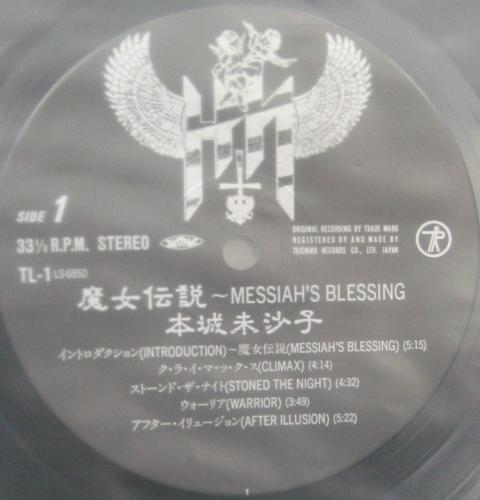 SIDE 1
33⅓ R.P.M. STEREO
ORIGINAL RECORDING BY TRADE MARK
REGISTERED BY AND MADE BY
TEICHIKU RECORDS CO., LTD. JAPAN
TL-1 LS-6850
魔女伝説~MESSIAH'S BLESSING
本城未沙子
イントロダクション(INTRODUCTION)~魔女伝説(MESSIAH'S BLESSING) (5:15)
ク・ラ・イ・マ・ッ・ク・ス(CLIMAX) (4:14)
ストーンド・ザ・ナイト(STONED THE NIGHT) (4:32)
ウォーリア(WARRIOR) (3:49)
アフター・イリュージョン(AFTER ILLUSION) (5:22)